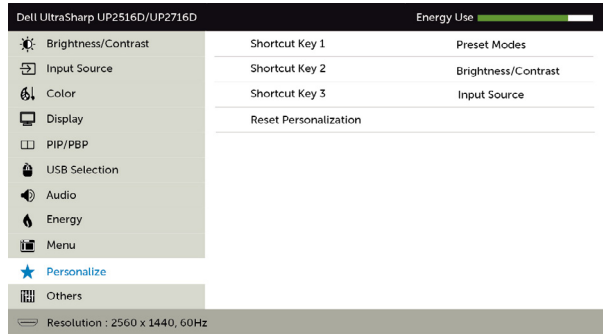 Dell UltraSharp UP2516D/UP2716D Energy Use
Brightness/Contrast Shortcut Key 1 Preset Modes
Input Source Shortcut Key 2 Brightness/Contrast
Color Shortcut Key 3 Input Source
Display Reset Personalization
PIP/PBP
USB Selection
Audio
Energy
Menu
Personalize
Others
Resolution : 2560 x 1440, 60Hz